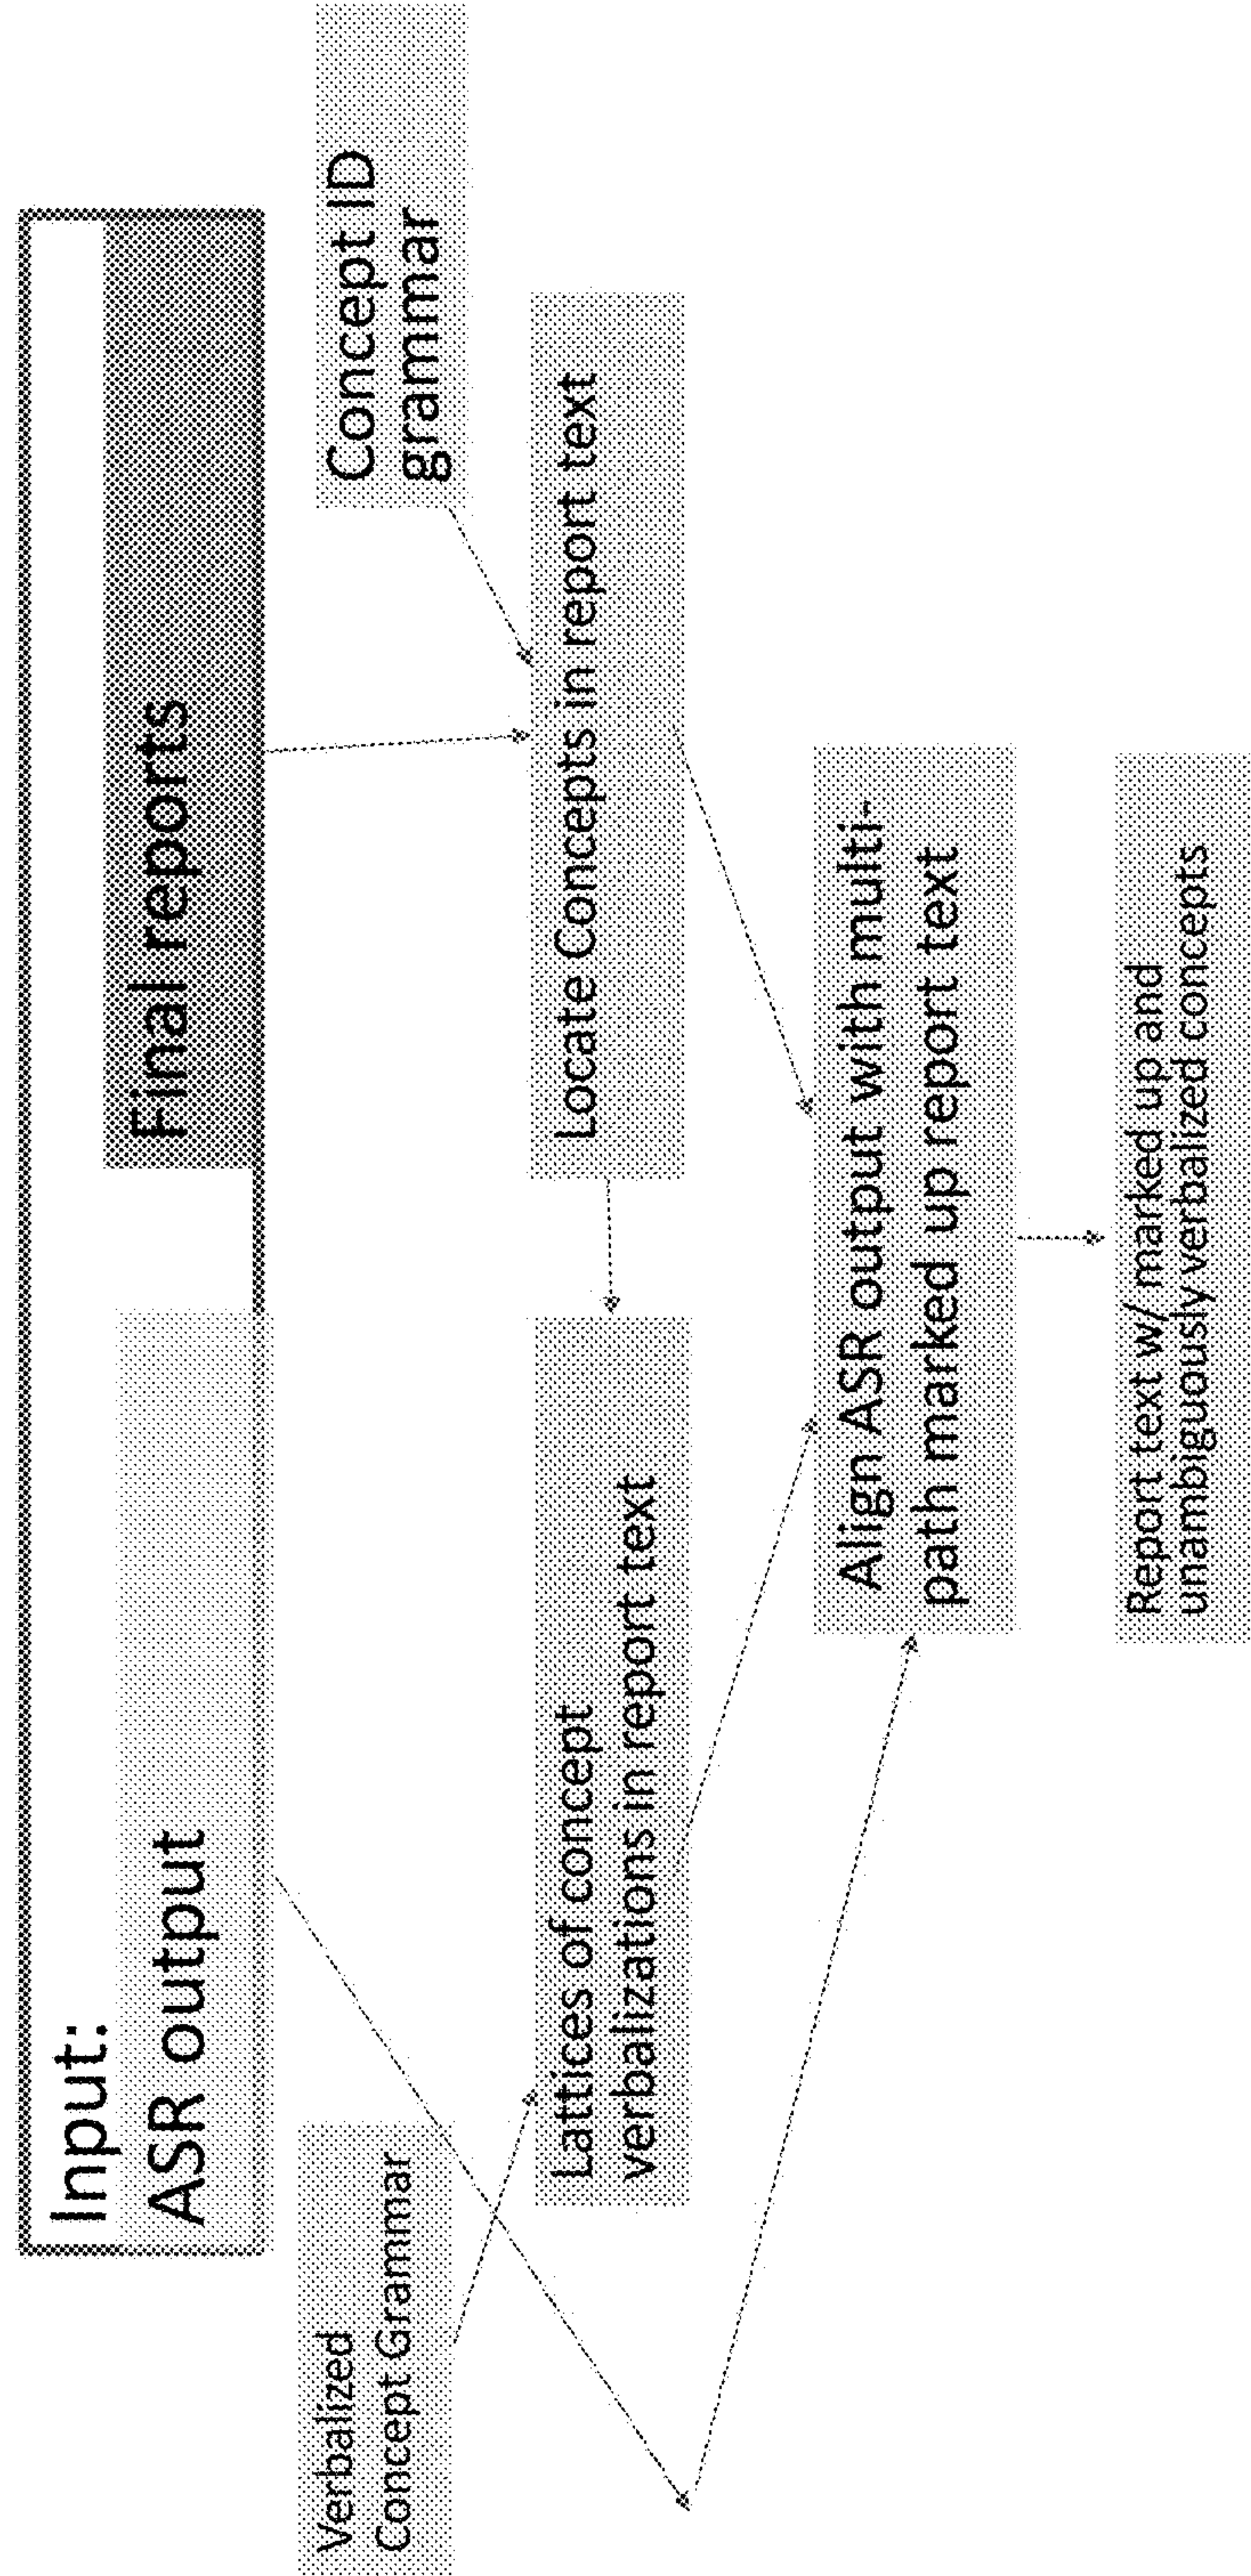 Input:
ASR output
Final reports
Verbalized
Concept Grammar
Concept ID
grammar
Lattices of concept
verbalizations in report text
Locate Concepts in report text
Align ASR output with multi-
path marked up report text
Report text w/ marked up and
unambiguously verbalized concepts